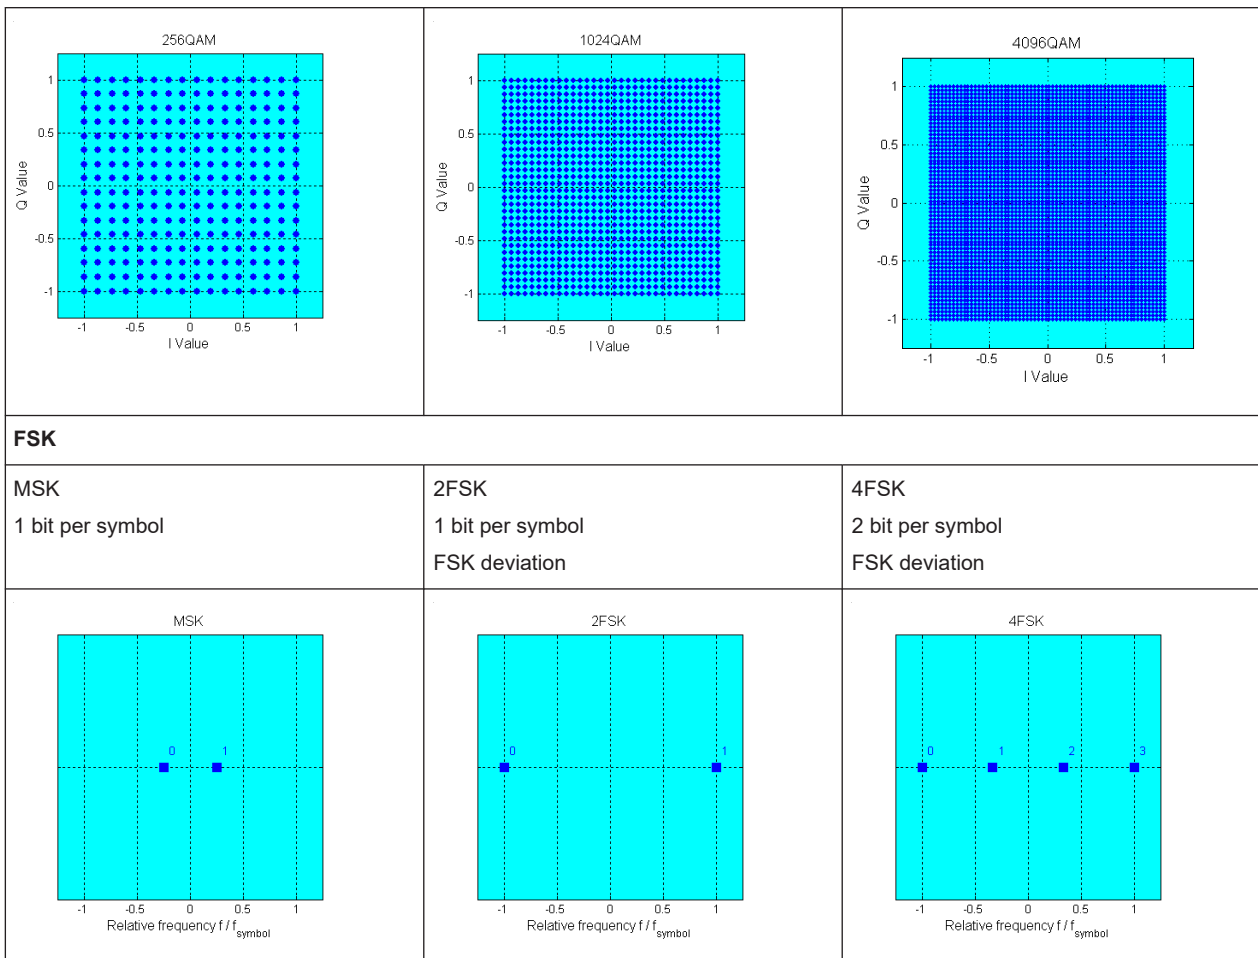 256QAM
1
0.5
0
-0.5
-1
Q Value
-1 -0.5 0 0.5 1
I Value
1024QAM
1
0.5
0
-0.5
-1
Q Value
-1 -0.5 0 0.5 1
I Value
4096QAM
1
0.5
0
-0.5
-1
Q Value
-1 -0.5 0 0.5 1
I Value
FSK
MSK
1 bit per symbol
2FSK
1 bit per symbol
FSK deviation
4FSK
2 bit per symbol
FSK deviation
MSK
0 1
-1 -0.5 0 0.5 1
Relative frequency f / fsymbol
2FSK
0 1
-1 -0.5 0 0.5 1
Relative frequency f / fsymbol
4FSK
0 1 2 3
-1 -0.5 0 0.5 1
Relative frequency f / fsymbol